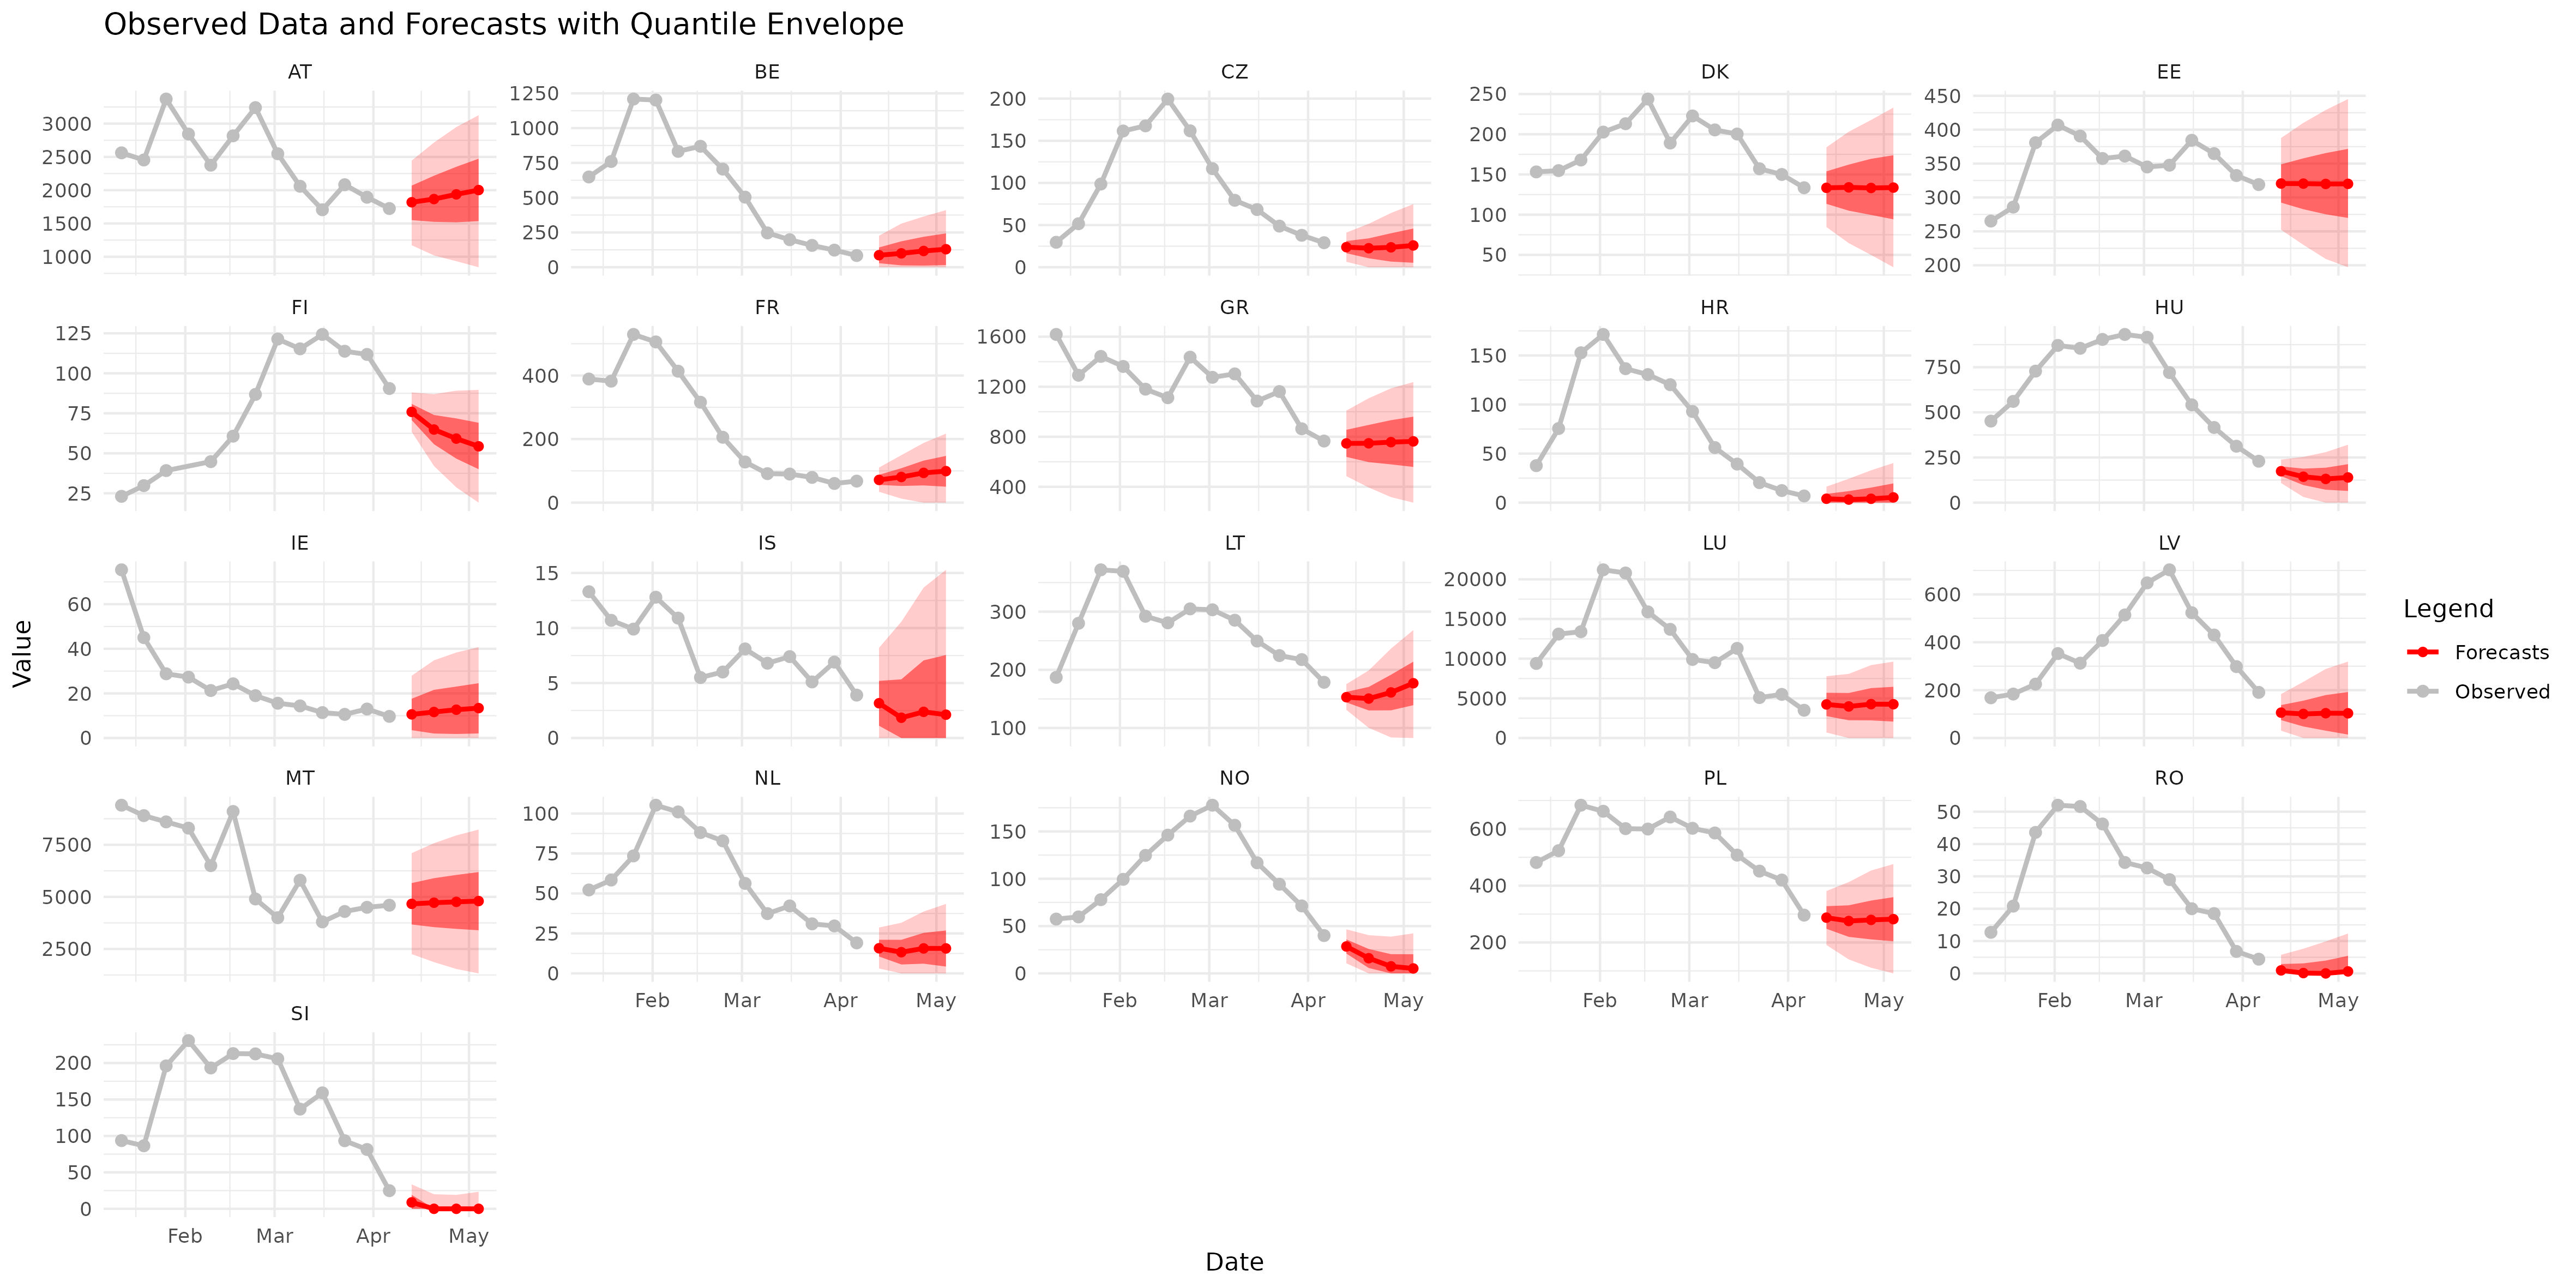 Observed Data and Forecasts with Quantile Envelope
AT BE CZ DK EE
3000 2500 2000 1500 1000
1250 1000 750 500 250 0
200 150 100 50 0
250 200 150 100 50
450 400 350 300 250 200
FI FR GR HR HU
125 100 75 50 25
400 200 0
1600 1200 800 400
150 100 50 0
750 500 250 0
IE IS LT LU LV
60 40 20 0
15 10 5 0
300 200 100
20000 15000 10000 5000 0
600 400 200 0
MT NL NO PL RO
7500 5000 2500
100 75 50 25 0
150 100 50 0
600 400 200
50 40 30 20 10 0
Feb Mar Apr May
Feb Mar Apr May
Feb Mar Apr May
Feb Mar Apr May
SI
200 150 100 50 0
Feb Mar Apr May
Value
Date
Legend
Forecasts
Observed